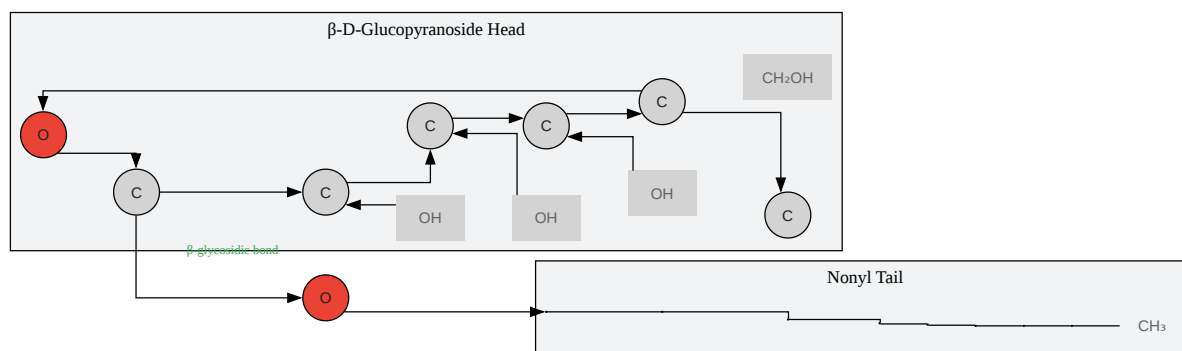 β-D-Glucopyranoside Head
CH₂OH
C
C
C
O
C
C
OH
OH
OH
C
β-glycosidic bond
Nonyl Tail
O
CH₃